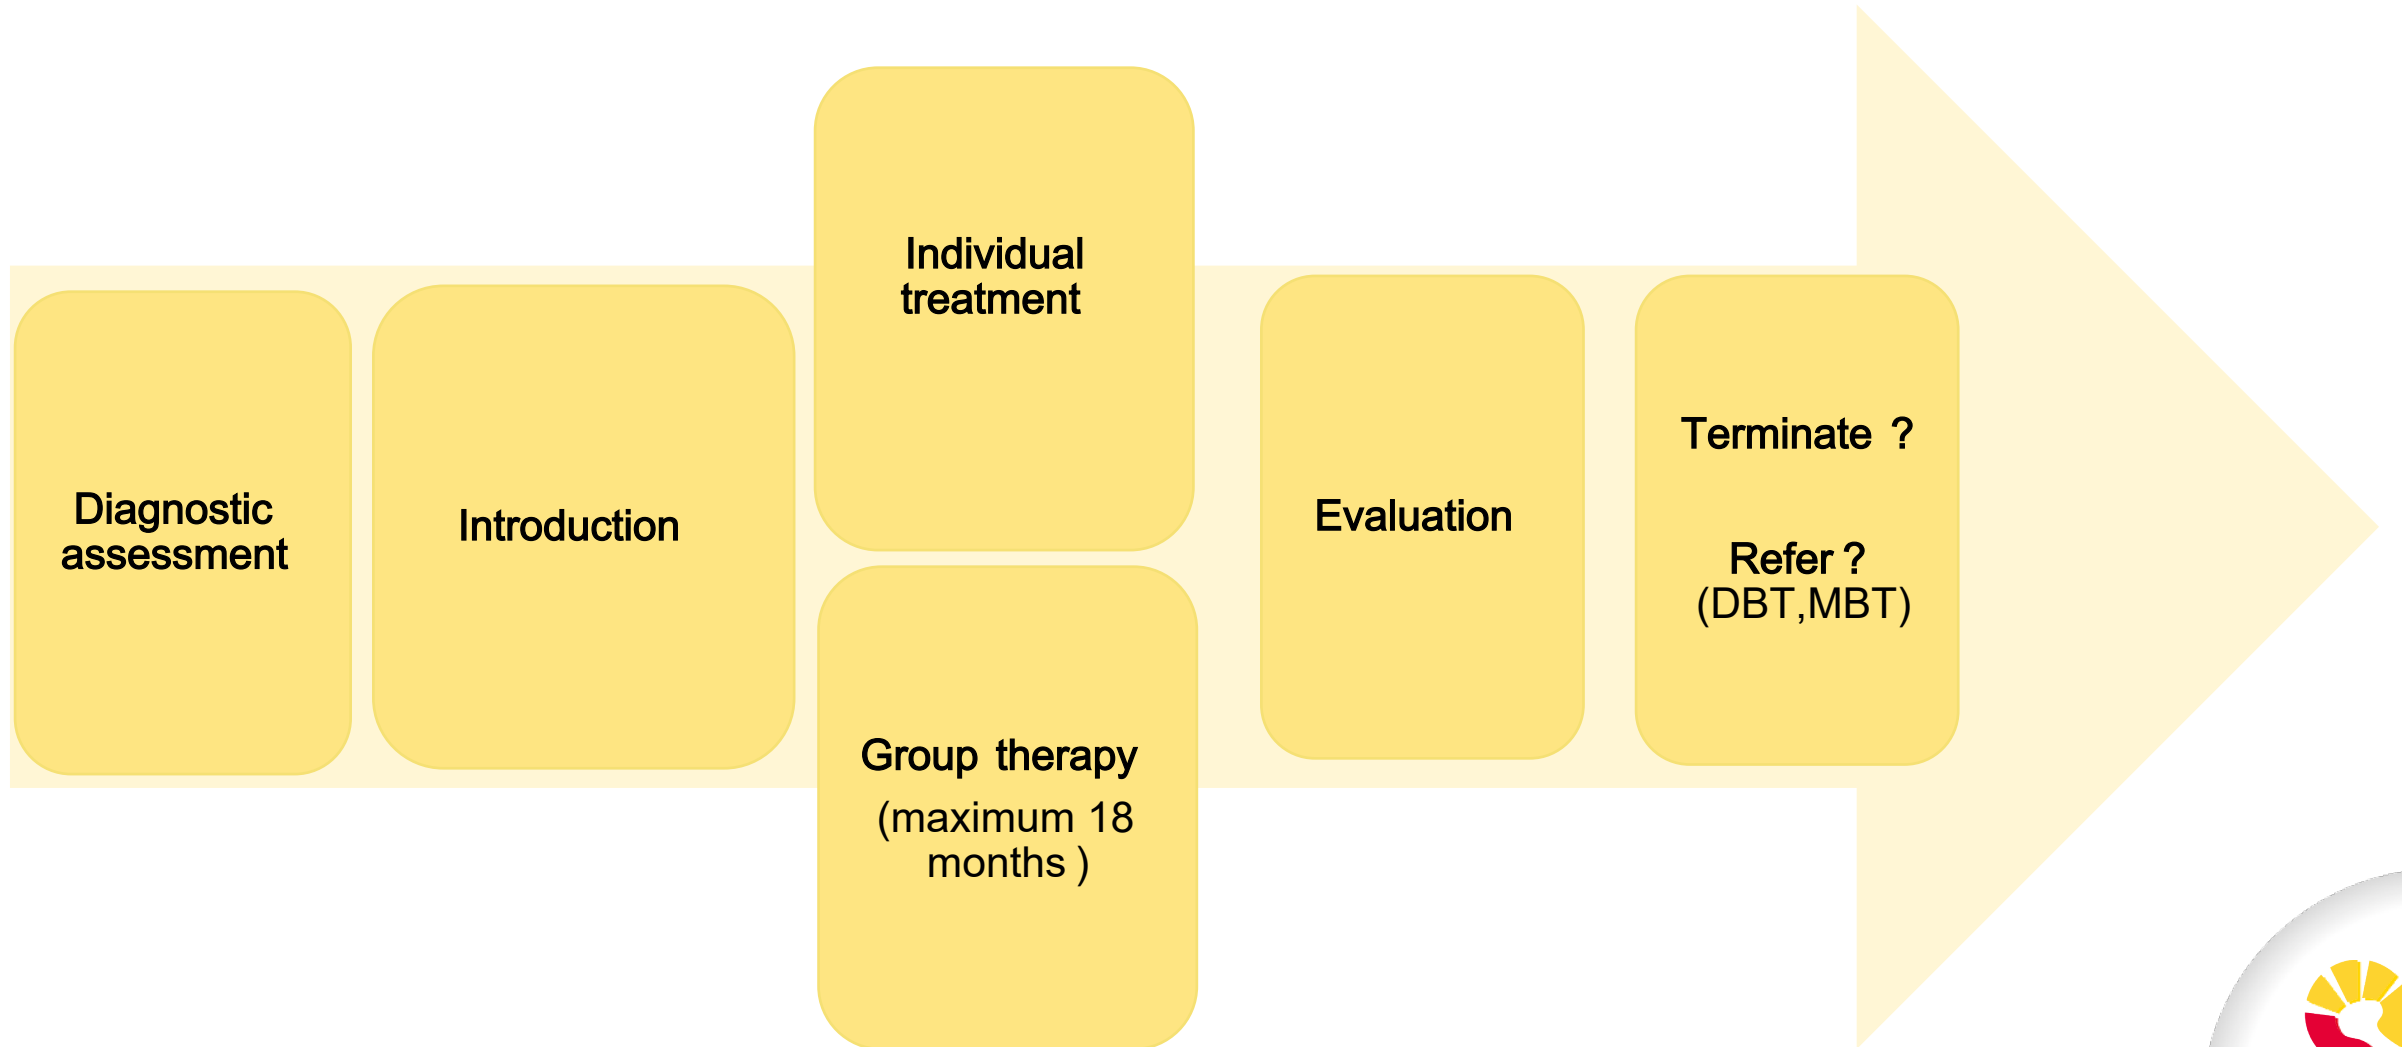 Diagnostic
assessment
Introduction
Individual
treatment
Group therapy
(maximum 18
months )
Evaluation
Terminate ?
Refer ?
(DBT,MBT)